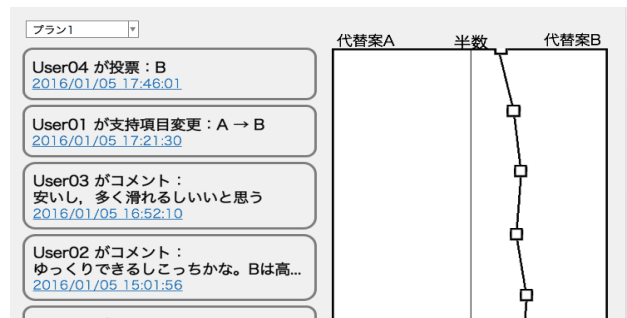 プラン1
User04 が投票：B
2016/01/05 17:46:01
User01 が支持項目変更：A → B
2016/01/05 17:21:30
User03 がコメント：
安いし，多く滑れるしいいと思う
2016/01/05 16:52:10
User02 がコメント：
ゆっくりできるしこっちかな。Bは高...
2016/01/05 15:01:56
代替案A 半数 代替案B